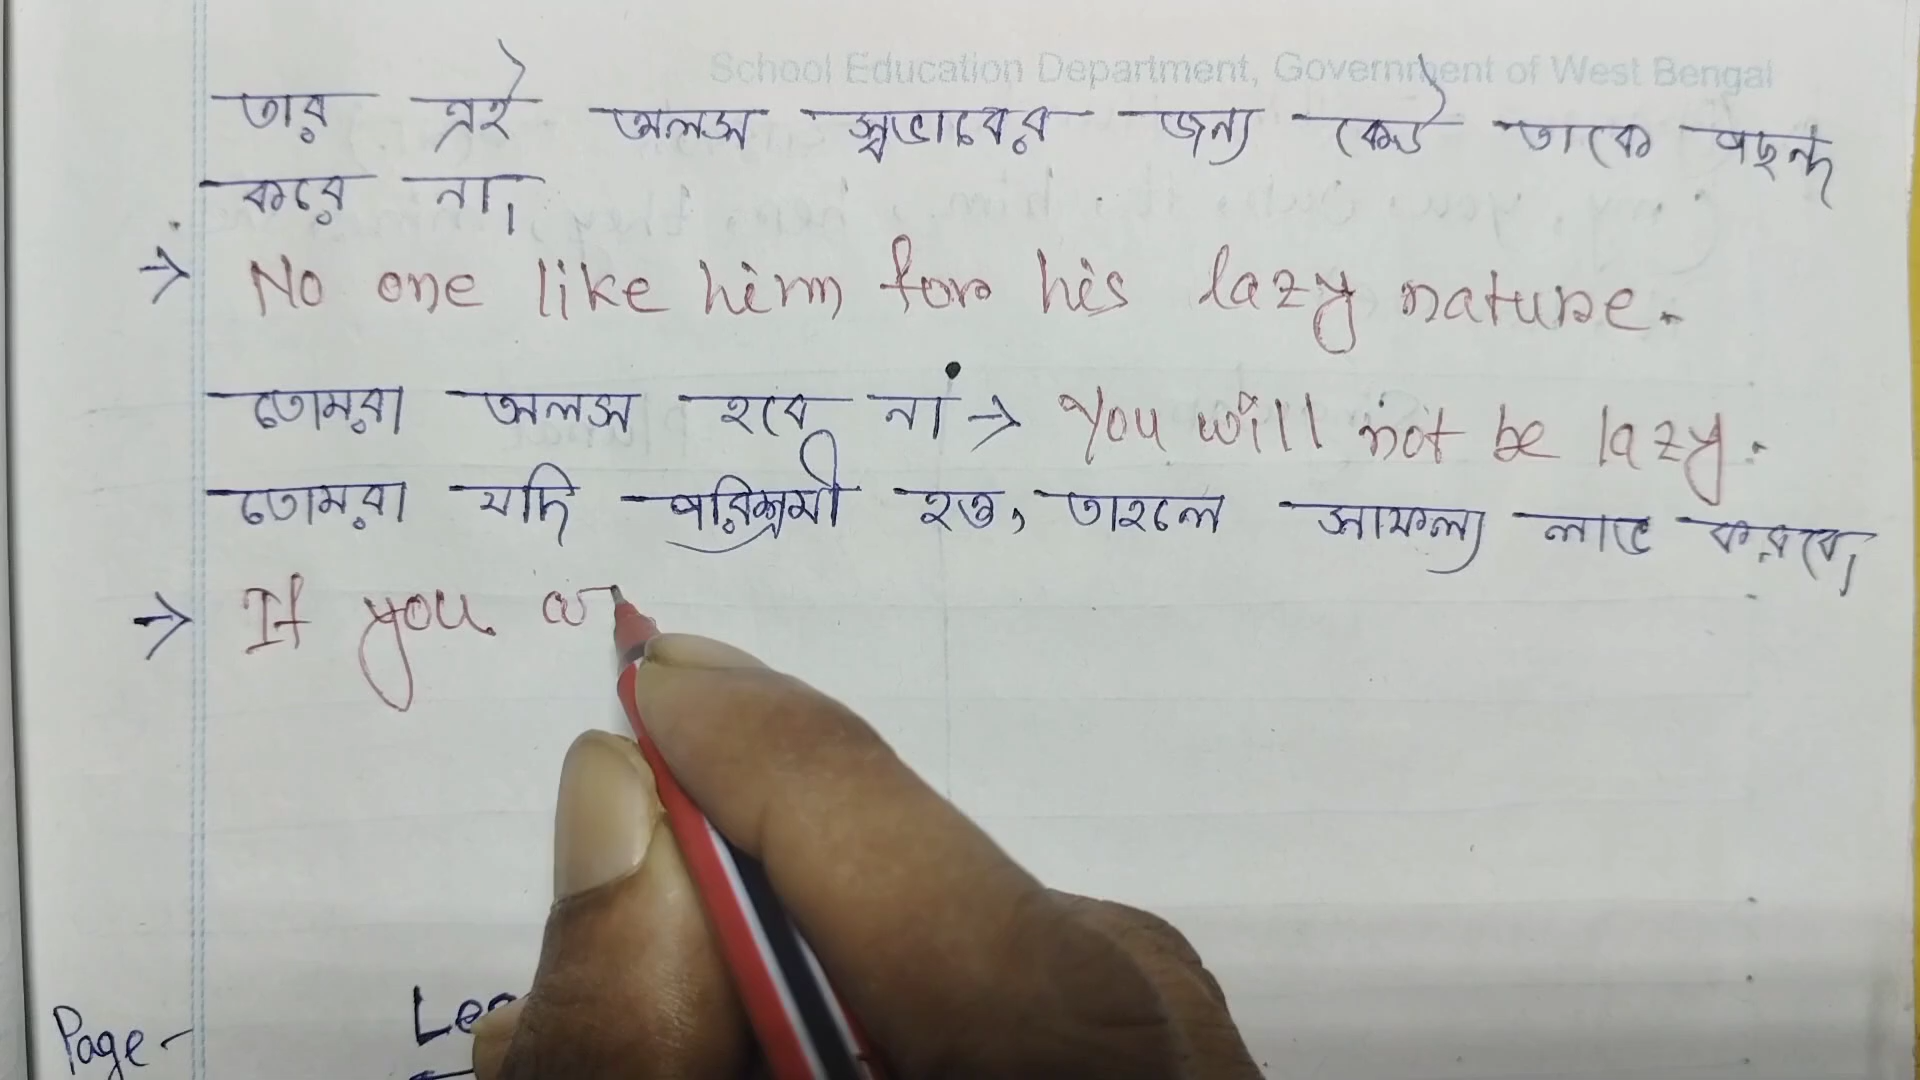 School Education Department, Government of West Bengal
তার এই অলস স্বভাবের জন্য কেউ তাকে পছন্দ
করে না।
→ No one like him for his lazy nature.
তোমরা অলস হবে না → You will not be lazy.
তোমরা যদি পরিশ্রমী হও, তাহলে সাফল্য লাভ করবে।
→ If you
Page-